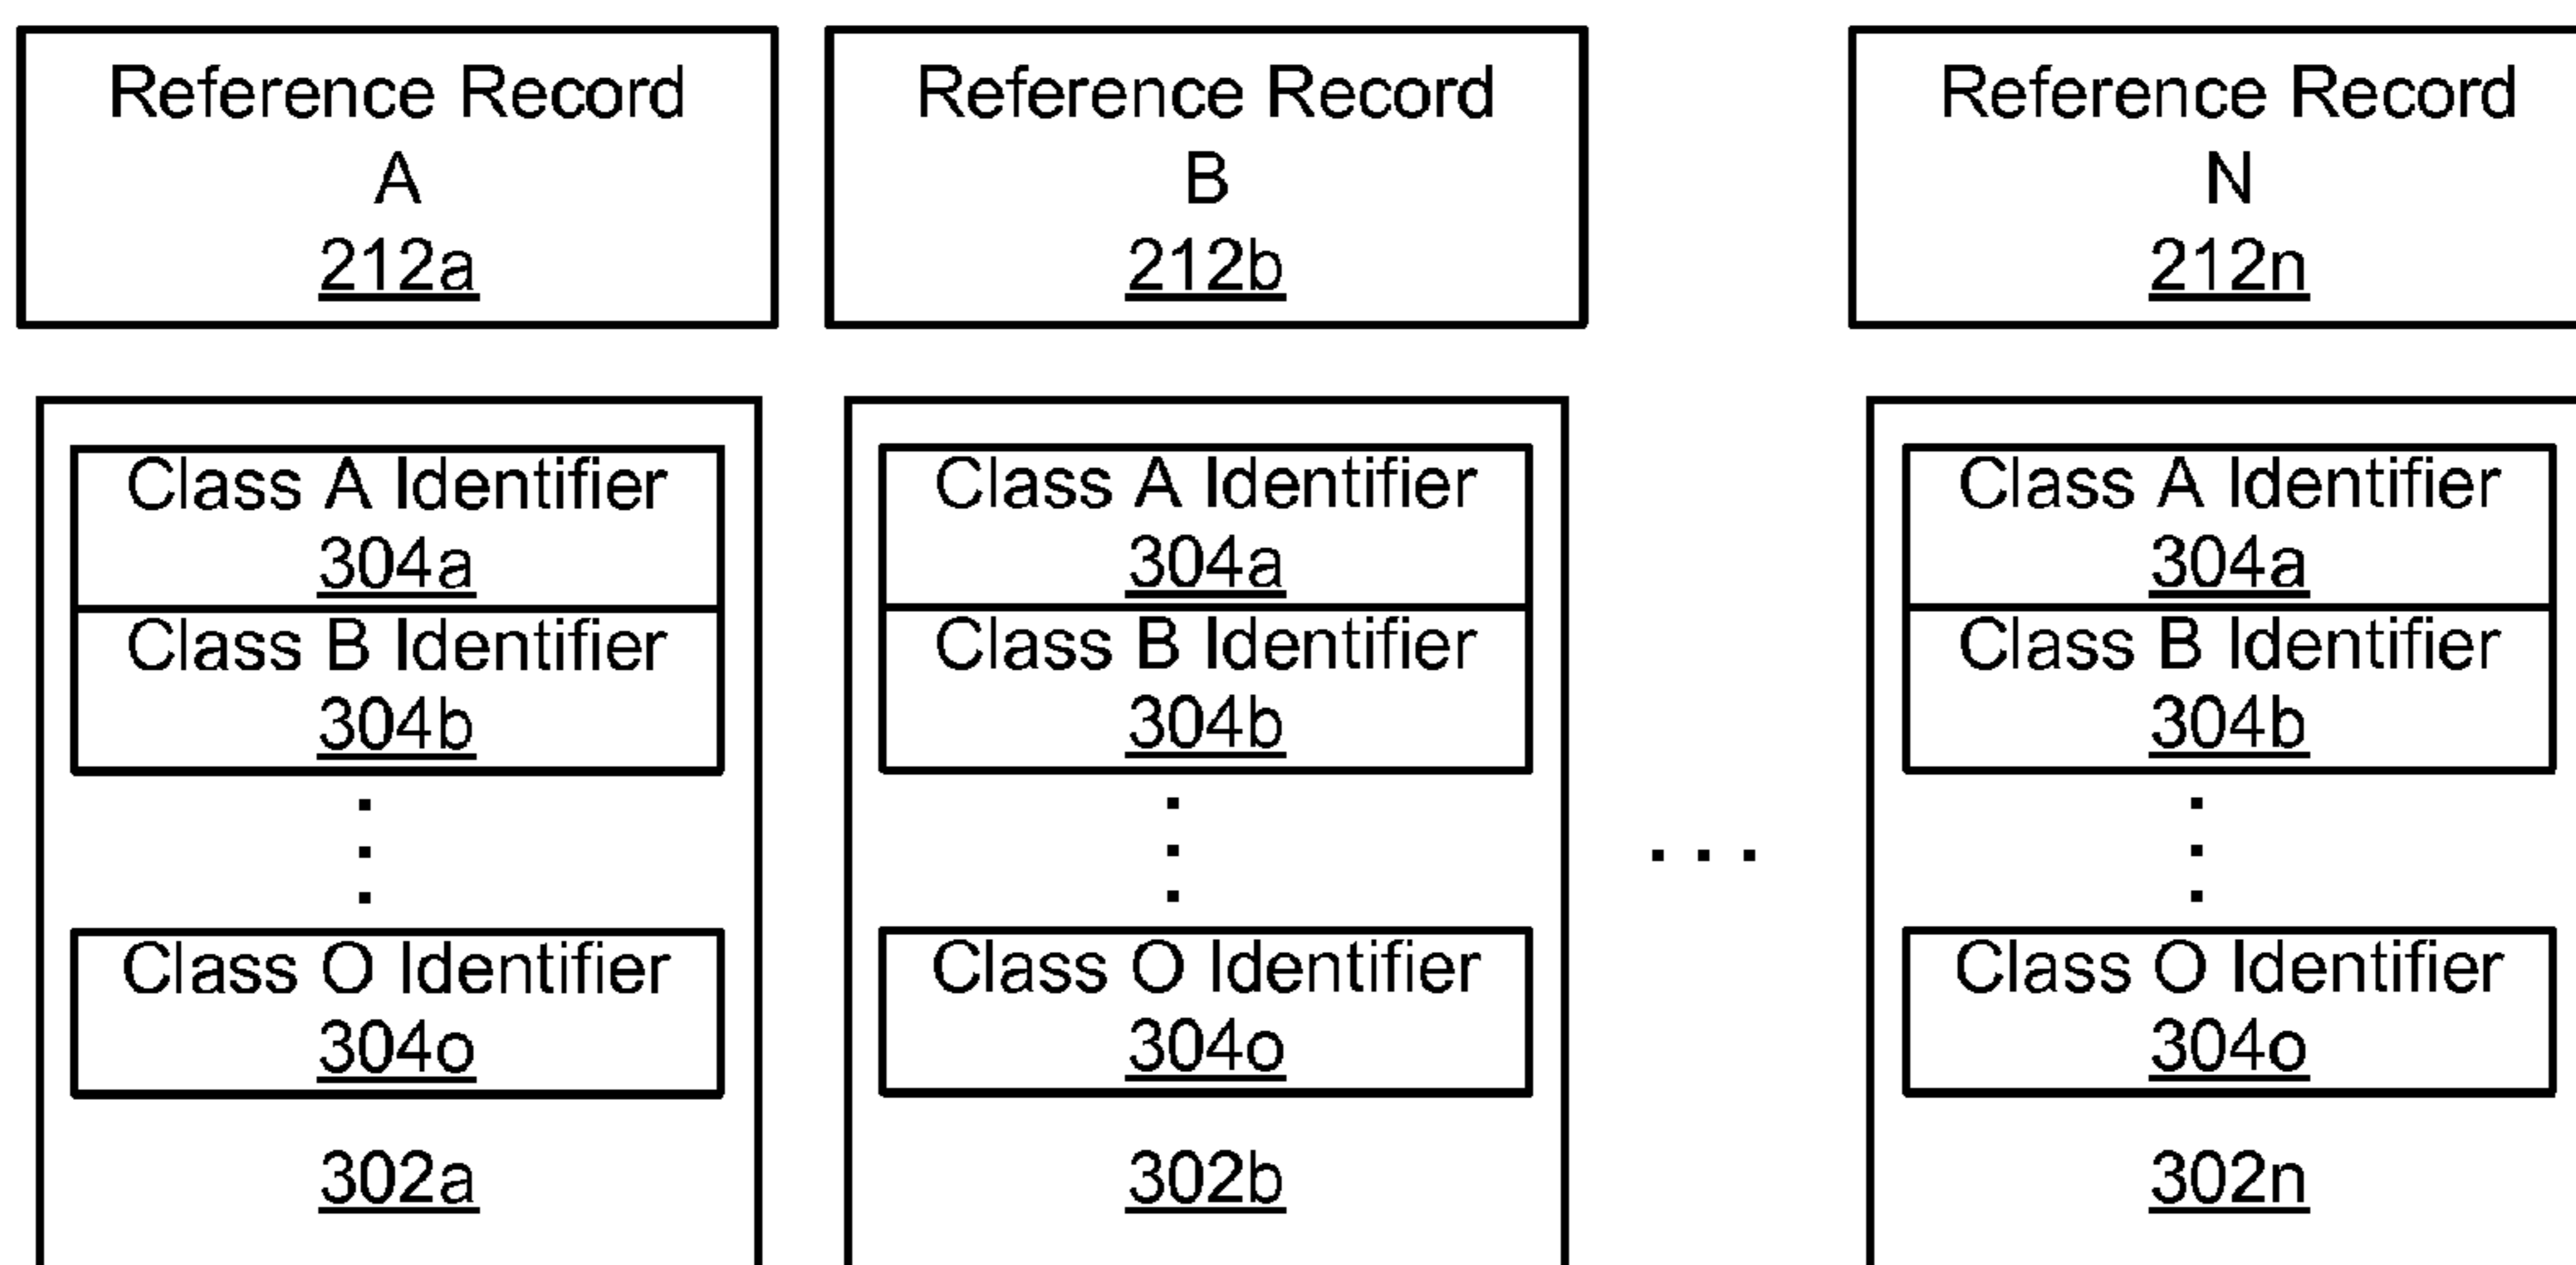 Reference Record
A
212a
Reference Record
B
212b
Reference Record
N
212n
Class A Identifier
304a
Class B Identifier
304b
Class O Identifier
304o
302a
Class A Identifier
304a
Class B Identifier
304b
Class O Identifier
304o
302b
. . .
Class A Identifier
304a
Class B Identifier
304b
Class O Identifier
304o
302n